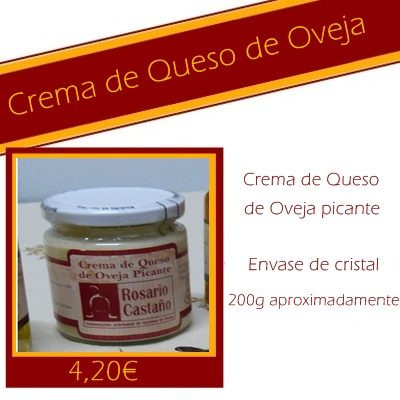 Crema de Queso de Oveja
Crema de Queso
de Oveja picante
Envase de cristal
200g aproximadamente
Crema de Queso
de Oveja Picante
Rosario
Castaño
4,20€